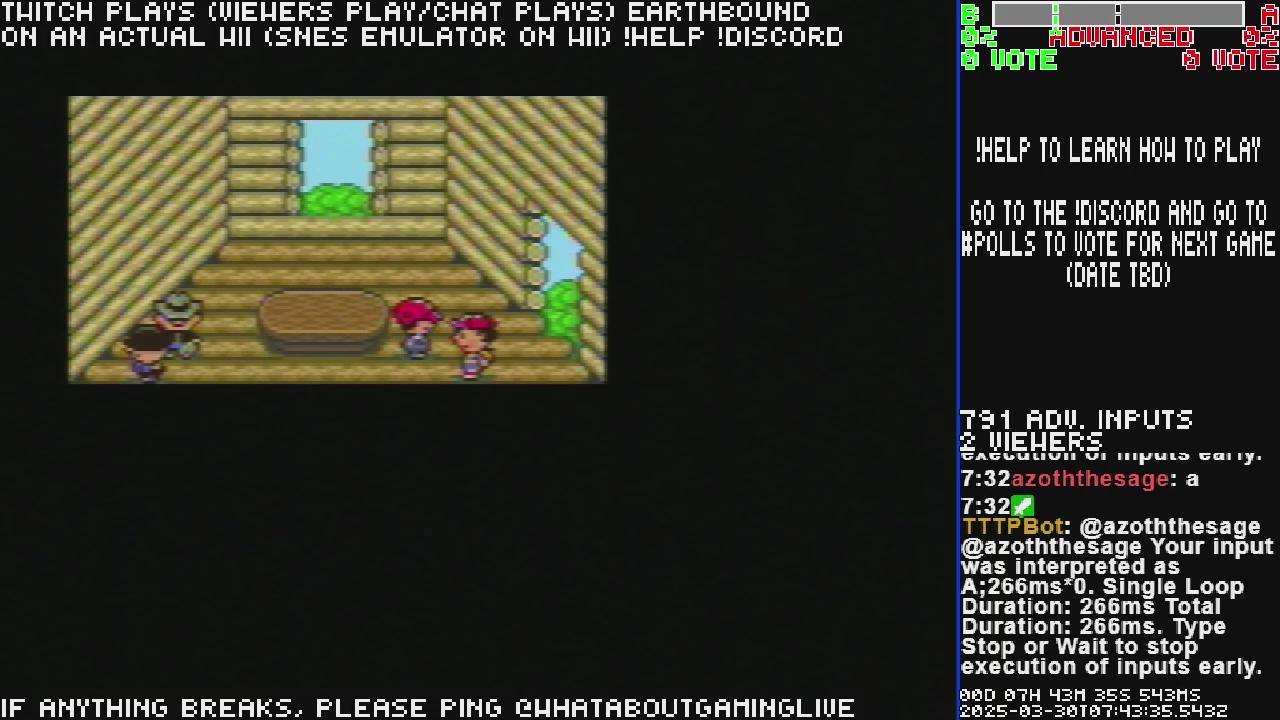 TWITCH PLAYS (VIEWERS PLAY/CHAT PLAYS) EARTHBOUND
ON AN ACTUAL WII (SNES EMULATOR ON WII) !HELP !DISCORD
B A
0% ADVANCED 0%
0 VOTE 0 VOTE
!HELP TO LEARN HOW TO PLAY
GO TO THE !DISCORD AND GO TO
#POLLS TO VOTE FOR NEXT GAME
(DATE TBD)
791 ADV. INPUTS
2 VIEWERS
execution of inputs early.
7:32azoththesage: a
7:32
TTTPBot: @azoththesage
@azoththesage Your input
was interpreted as
A;266ms*0. Single Loop
Duration: 266ms Total
Duration: 266ms. Type
Stop or Wait to stop
execution of inputs early.
00D 07H 43M 35S 543MS
2025-03-30T07:43:35.543Z
IF ANYTHING BREAKS, PLEASE PING @WHATABOUTGAMINGLIVE